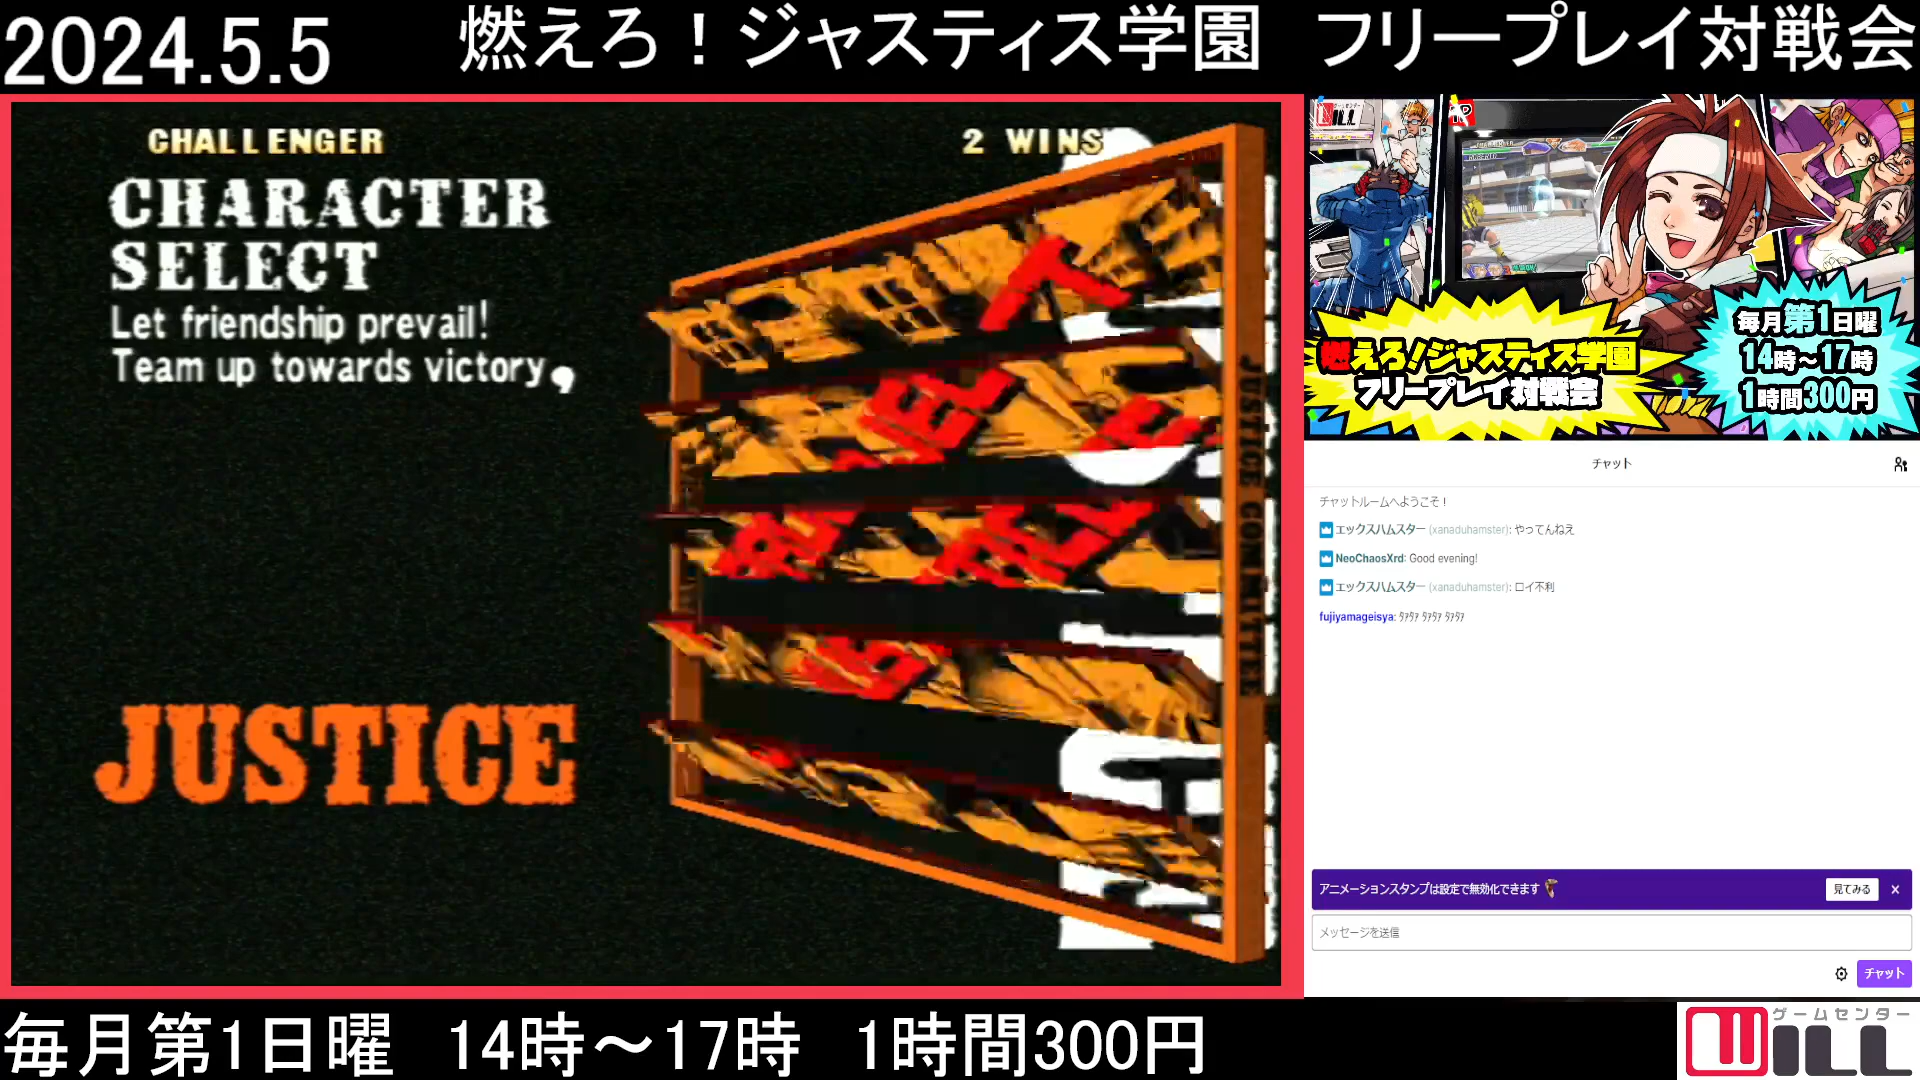 2024.5.5 燃えろ！ジャスティス学園 フリープレイ対戦会
CHALLENGER
2 WINS
CHARACTER
SELECT
Let friendship prevail!
Team up towards victory,
JUSTICE
JUSTICE COMMITTEE
ゲームセンター
WILL
燃えろ！ジャスティス学園
フリープレイ対戦会
毎月第1日曜
14時～17時
1時間300円
チャット
チャットルームへようこそ！
エックスハムスター (xanaduhamster): やってんねえ
NeoChaosXrd: Good evening!
エックスハムスター (xanaduhamster): ロイ不利
fujiyamageisya: ﾀｱﾀｱ ﾀｱﾀｱ ﾀｱﾀｱ
アニメーションスタンプは設定で無効化できます
見てみる
メッセージを送信
チャット
毎月第1日曜 14時～17時 1時間300円
ゲームセンター
WILL